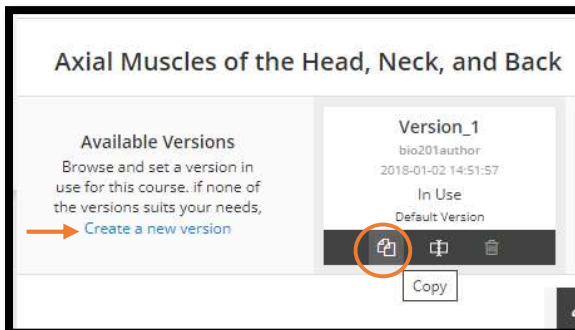 Axial Muscles of the Head, Neck, and Back
Available Versions
Browse and set a version in
use for this course. if none of
the versions suits your needs,
Create a new version
Version_1
bio201author
2018-01-02 14:51:57
In Use
Default Version
Copy